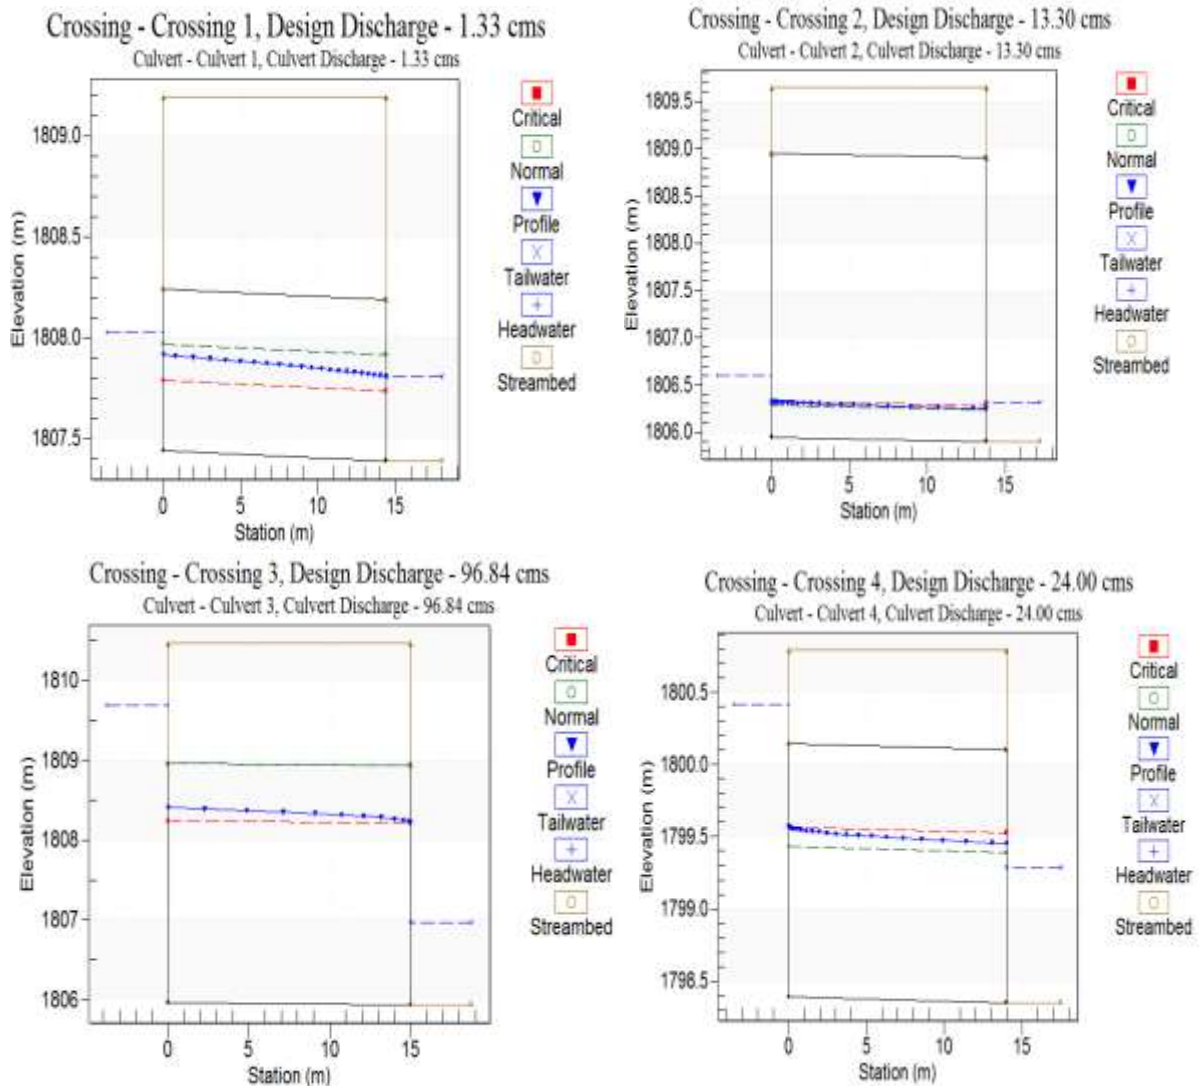 Crossing - Crossing 1, Design Discharge - 1.33 cms
Culvert - Culvert 1, Culvert Discharge - 1.33 cms
Elevation (m)
1809.0
1808.5
1808.0
1807.5
0 5 10 15
Station (m)
Critical
Normal
Profile
Tailwater
Headwater
Streambed
Crossing - Crossing 2, Design Discharge - 13.30 cms
Culvert - Culvert 2, Culvert Discharge - 13.30 cms
Elevation (m)
1809.5
1809.0
1808.5
1808.0
1807.5
1807.0
1806.5
1806.0
0 5 10 15
Station (m)
Critical
Normal
Profile
Tailwater
Headwater
Streambed
Crossing - Crossing 3, Design Discharge - 96.84 cms
Culvert - Culvert 3, Culvert Discharge - 96.84 cms
Elevation (m)
1810
1809
1808
1807
1806
0 5 10 15
Station (m)
Critical
Normal
Profile
Tailwater
Headwater
Streambed
Crossing - Crossing 4, Design Discharge - 24.00 cms
Culvert - Culvert 4, Culvert Discharge - 24.00 cms
Elevation (m)
1800.5
1800.0
1799.5
1799.0
1798.5
0 5 10 15
Station (m)
Critical
Normal
Profile
Tailwater
Headwater
Streambed